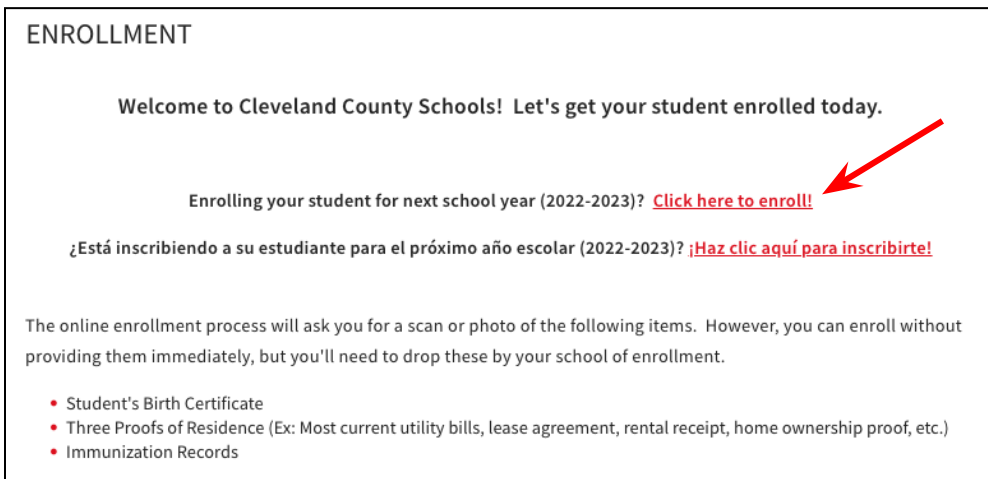 ENROLLMENT
Welcome to Cleveland County Schools!  Let's get your student enrolled today.
Enrolling your student for next school year (2022-2023)?  Click here to enroll!
¿Está inscribiendo a su estudiante para el próximo año escolar (2022-2023)? ¡Haz clic aquí para inscribirte!
The online enrollment process will ask you for a scan or photo of the following items.  However, you can enroll without
providing them immediately, but you'll need to drop these by your school of enrollment.
• Student's Birth Certificate
• Three Proofs of Residence (Ex: Most current utility bills, lease agreement, rental receipt, home ownership proof, etc.)
• Immunization Records